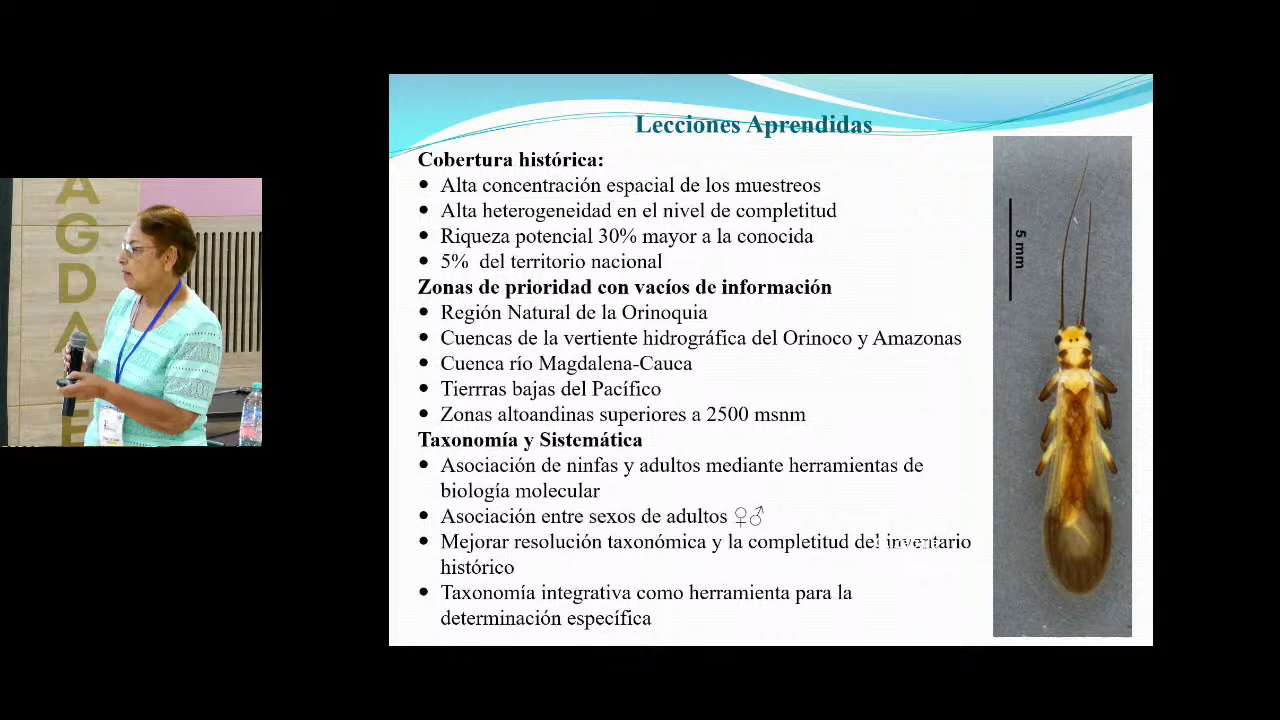 AGDA
Lecciones Aprendidas
Cobertura histórica:
• Alta concentración espacial de los muestreos
• Alta heterogeneidad en el nivel de completitud
• Riqueza potencial 30% mayor a la conocida
• 5% del territorio nacional
Zonas de prioridad con vacíos de información
• Región Natural de la Orinoquia
• Cuencas de la vertiente hidrográfica del Orinoco y Amazonas
• Cuenca río Magdalena-Cauca
• Tierrras bajas del Pacífico
• Zonas altoandinas superiores a 2500 msnm
Taxonomía y Sistemática
• Asociación de ninfas y adultos mediante herramientas de
biología molecular
• Asociación entre sexos de adultos ♀♂
• Mejorar resolución taxonómica y la completitud del inventario
histórico
• Taxonomía integrativa como herramienta para la
determinación específica
5 mm